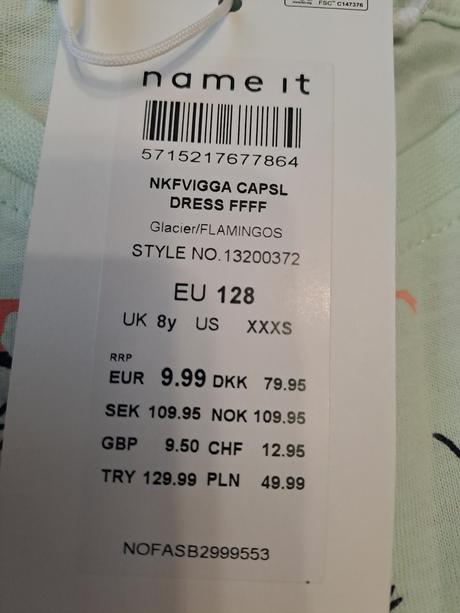 FSC™ C147376
name it
5715217677864
NKFVIGGA CAPSL
DRESS FFFF
Glacier/FLAMINGOS
STYLE NO.13200372
EU 128
UK 8y US XXXS
RRP
EUR 9.99 DKK 79.95
SEK 109.95 NOK 109.95
GBP 9.50 CHF 12.95
TRY 129.99 PLN 49.99
NOFASB2999553